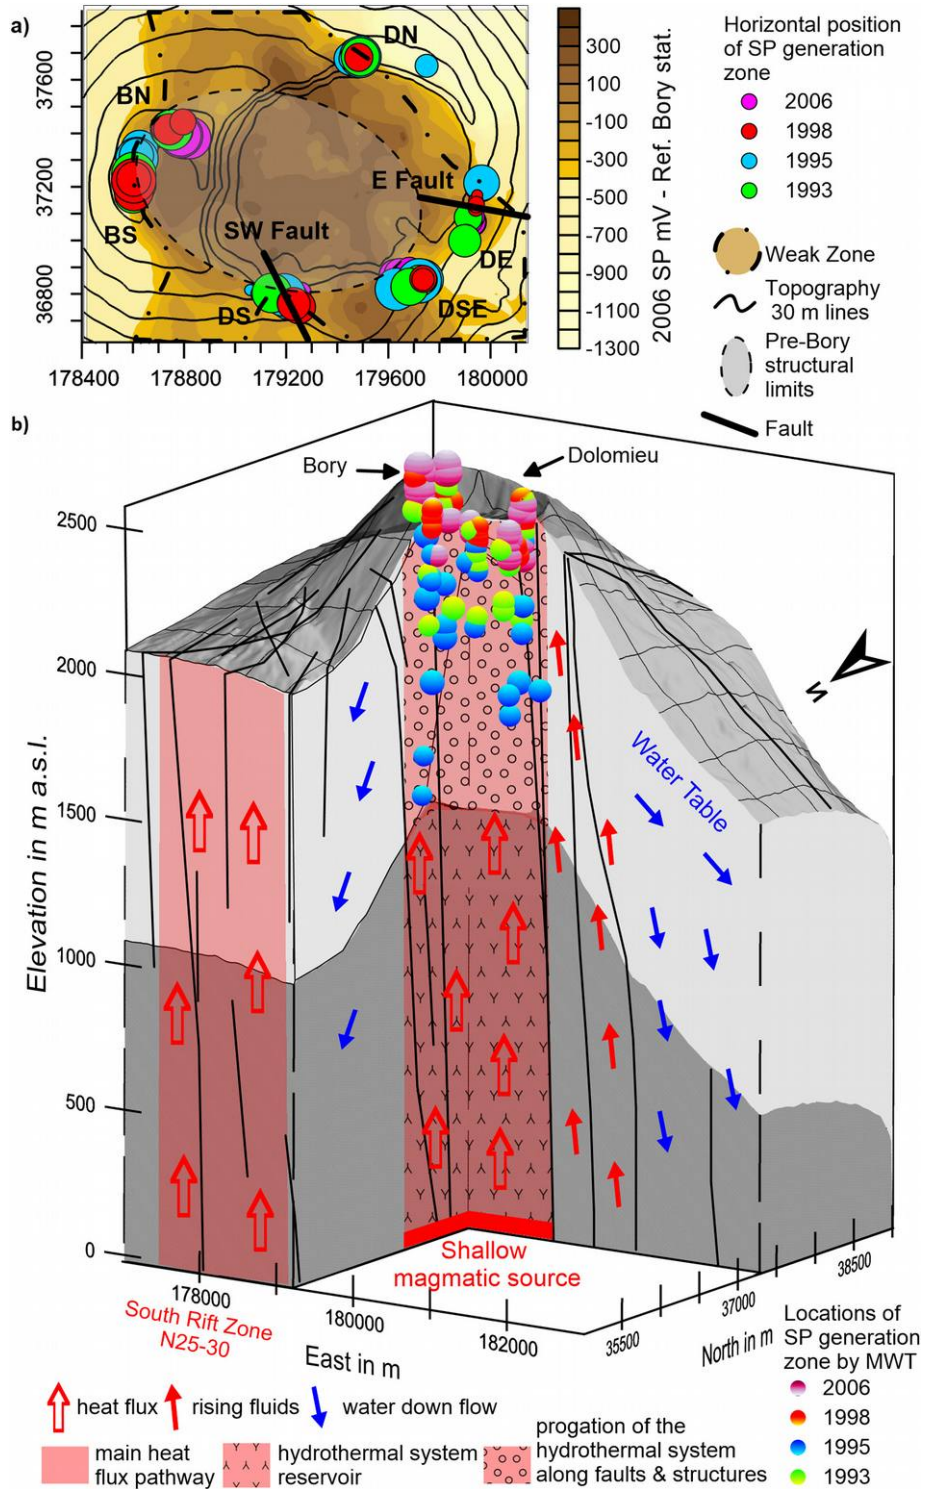 a)
DN
BN
E Fault
SW Fault
BS
DE
DS
DSE
37600
37200
36800
178400
178800
179200
179600
180000
300
100
-100
-300
-500
-700
-900
-1100
-1300
2006 SP mV - Ref. Bory stat.
Horizontal position
of SP generation
zone
2006
1998
1995
1993
Weak Zone
Topography
30 m lines
Pre-Bory
structural
limits
Fault
b)
Bory
Dolomieu
2500
2000
1500
1000
500
0
Elevation in m a.s.l.
N
Water Table
Shallow
magmatic source
178000
180000
182000
South Rift Zone
N25-30
East in m
35500
37000
38500
North in m
Locations of
SP generation
zone by MWT
2006
1998
1995
1993
heat flux
rising fluids
water down flow
main heat
flux pathway
hydrothermal system
reservoir
progation of the
hydrothermal system
along faults & structures